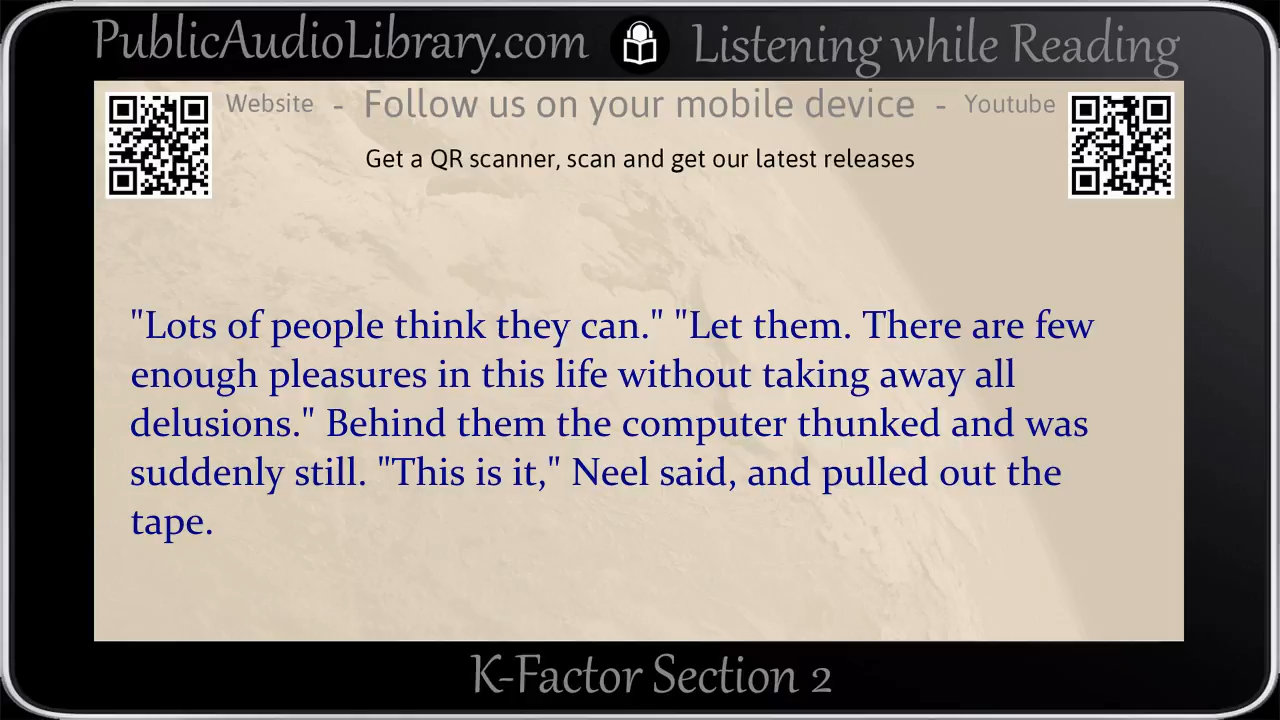 PublicAudioLibrary.com Listening while Reading
Website - Follow us on your mobile device - Youtube
Get a QR scanner, scan and get our latest releases
"Lots of people think they can." "Let them. There are few
enough pleasures in this life without taking away all
delusions." Behind them the computer thunked and was
suddenly still. "This is it," Neel said, and pulled out the
tape.
K-Factor Section 2